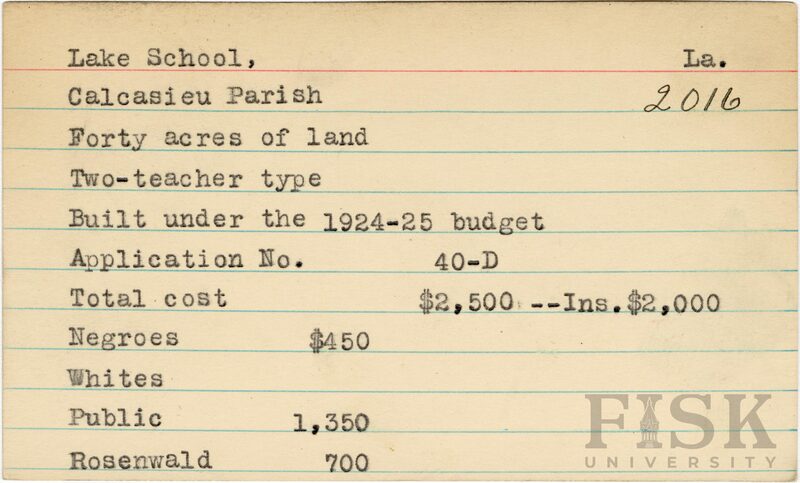 Lake School, La.
Calcasieu Parish 2016
Forty acres of land
Two-teacher type
Built under the 1924-25 budget
Application No. 40-D
Total cost $2,500 --Ins.$2,000
Negroes $450
Whites
Public 1,350
Rosenwald 700
FISK
UNIVERSITY